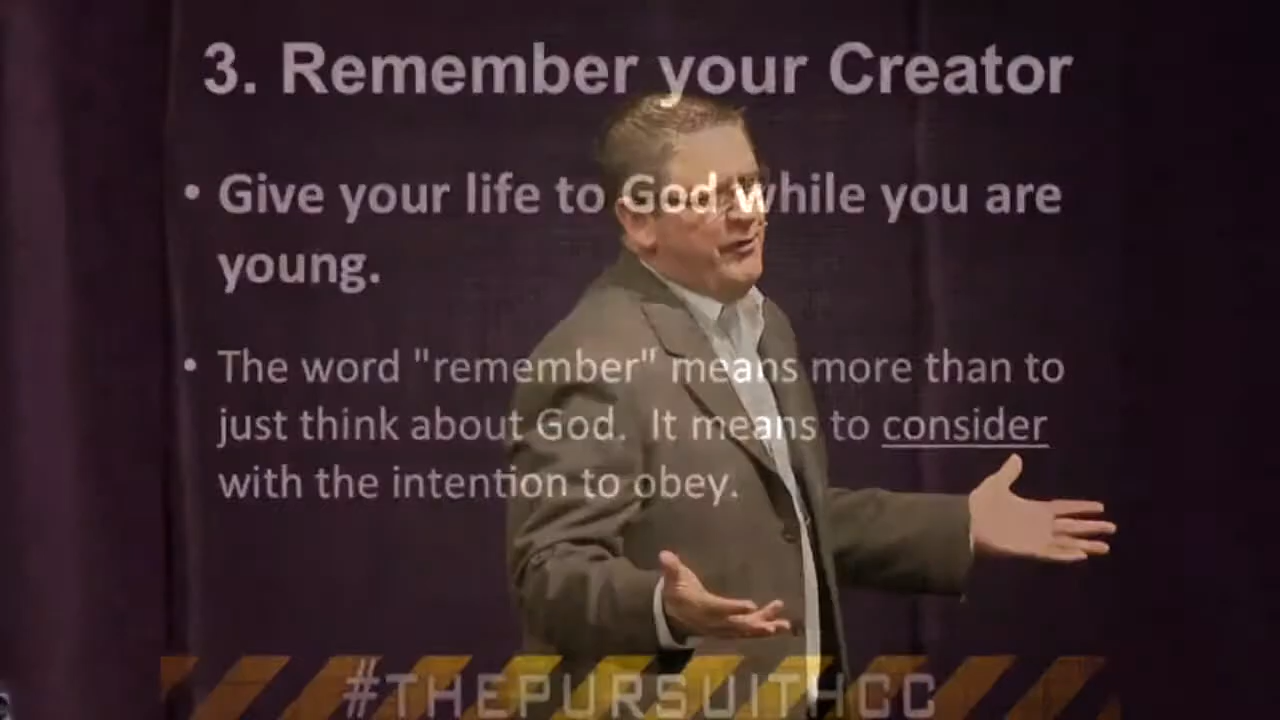 3. Remember your Creator
• Give your life to God while you are
young.
• The word "remember" means more than to
just think about God.  It means to consider
with the intention to obey.
#THEPURSUITHCC